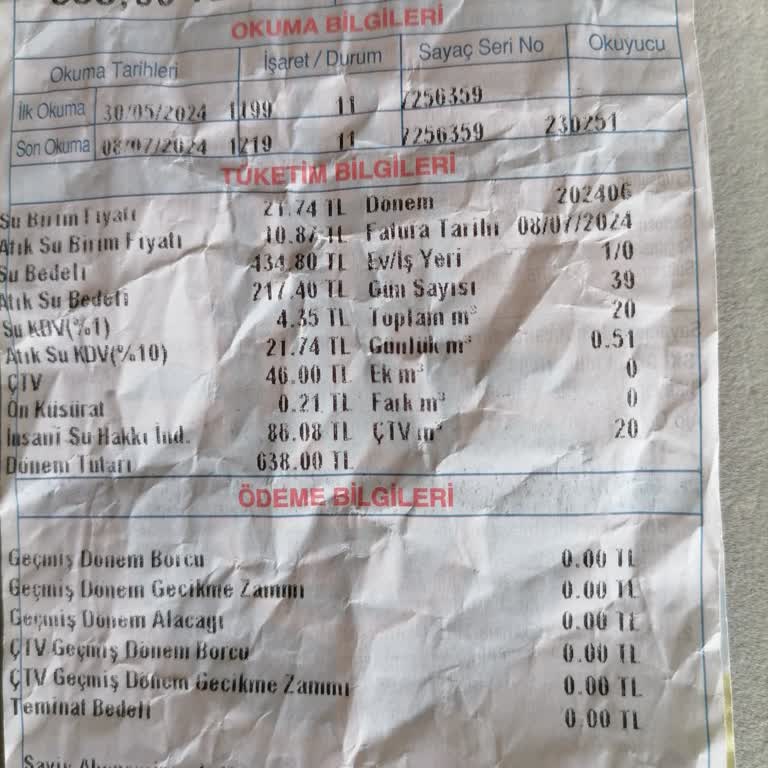 OKUMA BİLGİLERİ
Okuma Tarihleri İşaret / Durum Sayaç Seri No Okuyucu
İlk Okuma 30/05/2024 1199 11 7256359
Son Okuma 08/07/2024 1219 11 7256359 230251
TÜKETİM BİLGİLERİ
Su Birim Fiyatı 21.74 TL Dönem 202406
Atık Su Birim Fiyatı 10.87 TL Fatura Tarihi 08/07/2024
Su Bedeli 434.80 TL Ev/İş Yeri 1/0
Atık Su Bedeli 217.40 TL Gün Sayısı 39
Su KDV(%1) 4.35 TL Toplam m³ 20
Atık Su KDV(%10) 21.74 TL Günlük m³ 0.51
ÇTV 46.00 TL Ek m³ 0
Ön Küsürat 0.21 TL Fark m³ 0
İnsani Su Hakkı İnd. 86.08 TL ÇTV m³ 20
Dönem Tutarı 638.00 TL
ÖDEME BİLGİLERİ
Geçmiş Dönem Borcu 0.00 TL
Geçmiş Dönem Gecikme Zammı 0.00 TL
Geçmiş Dönem Alacağı 0.00 TL
ÇTV Geçmiş Dönem Borcu 0.00 TL
ÇTV Geçmiş Dönem Gecikme Zammı 0.00 TL
Teminat Bedeli 0.00 TL